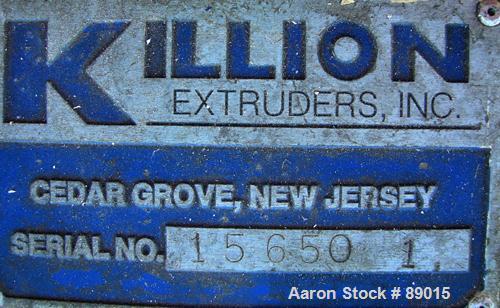 KILLION
EXTRUDERS, INC.
CEDAR GROVE, NEW JERSEY
SERIAL NO. 15650 1
Aaron Stock # 89015